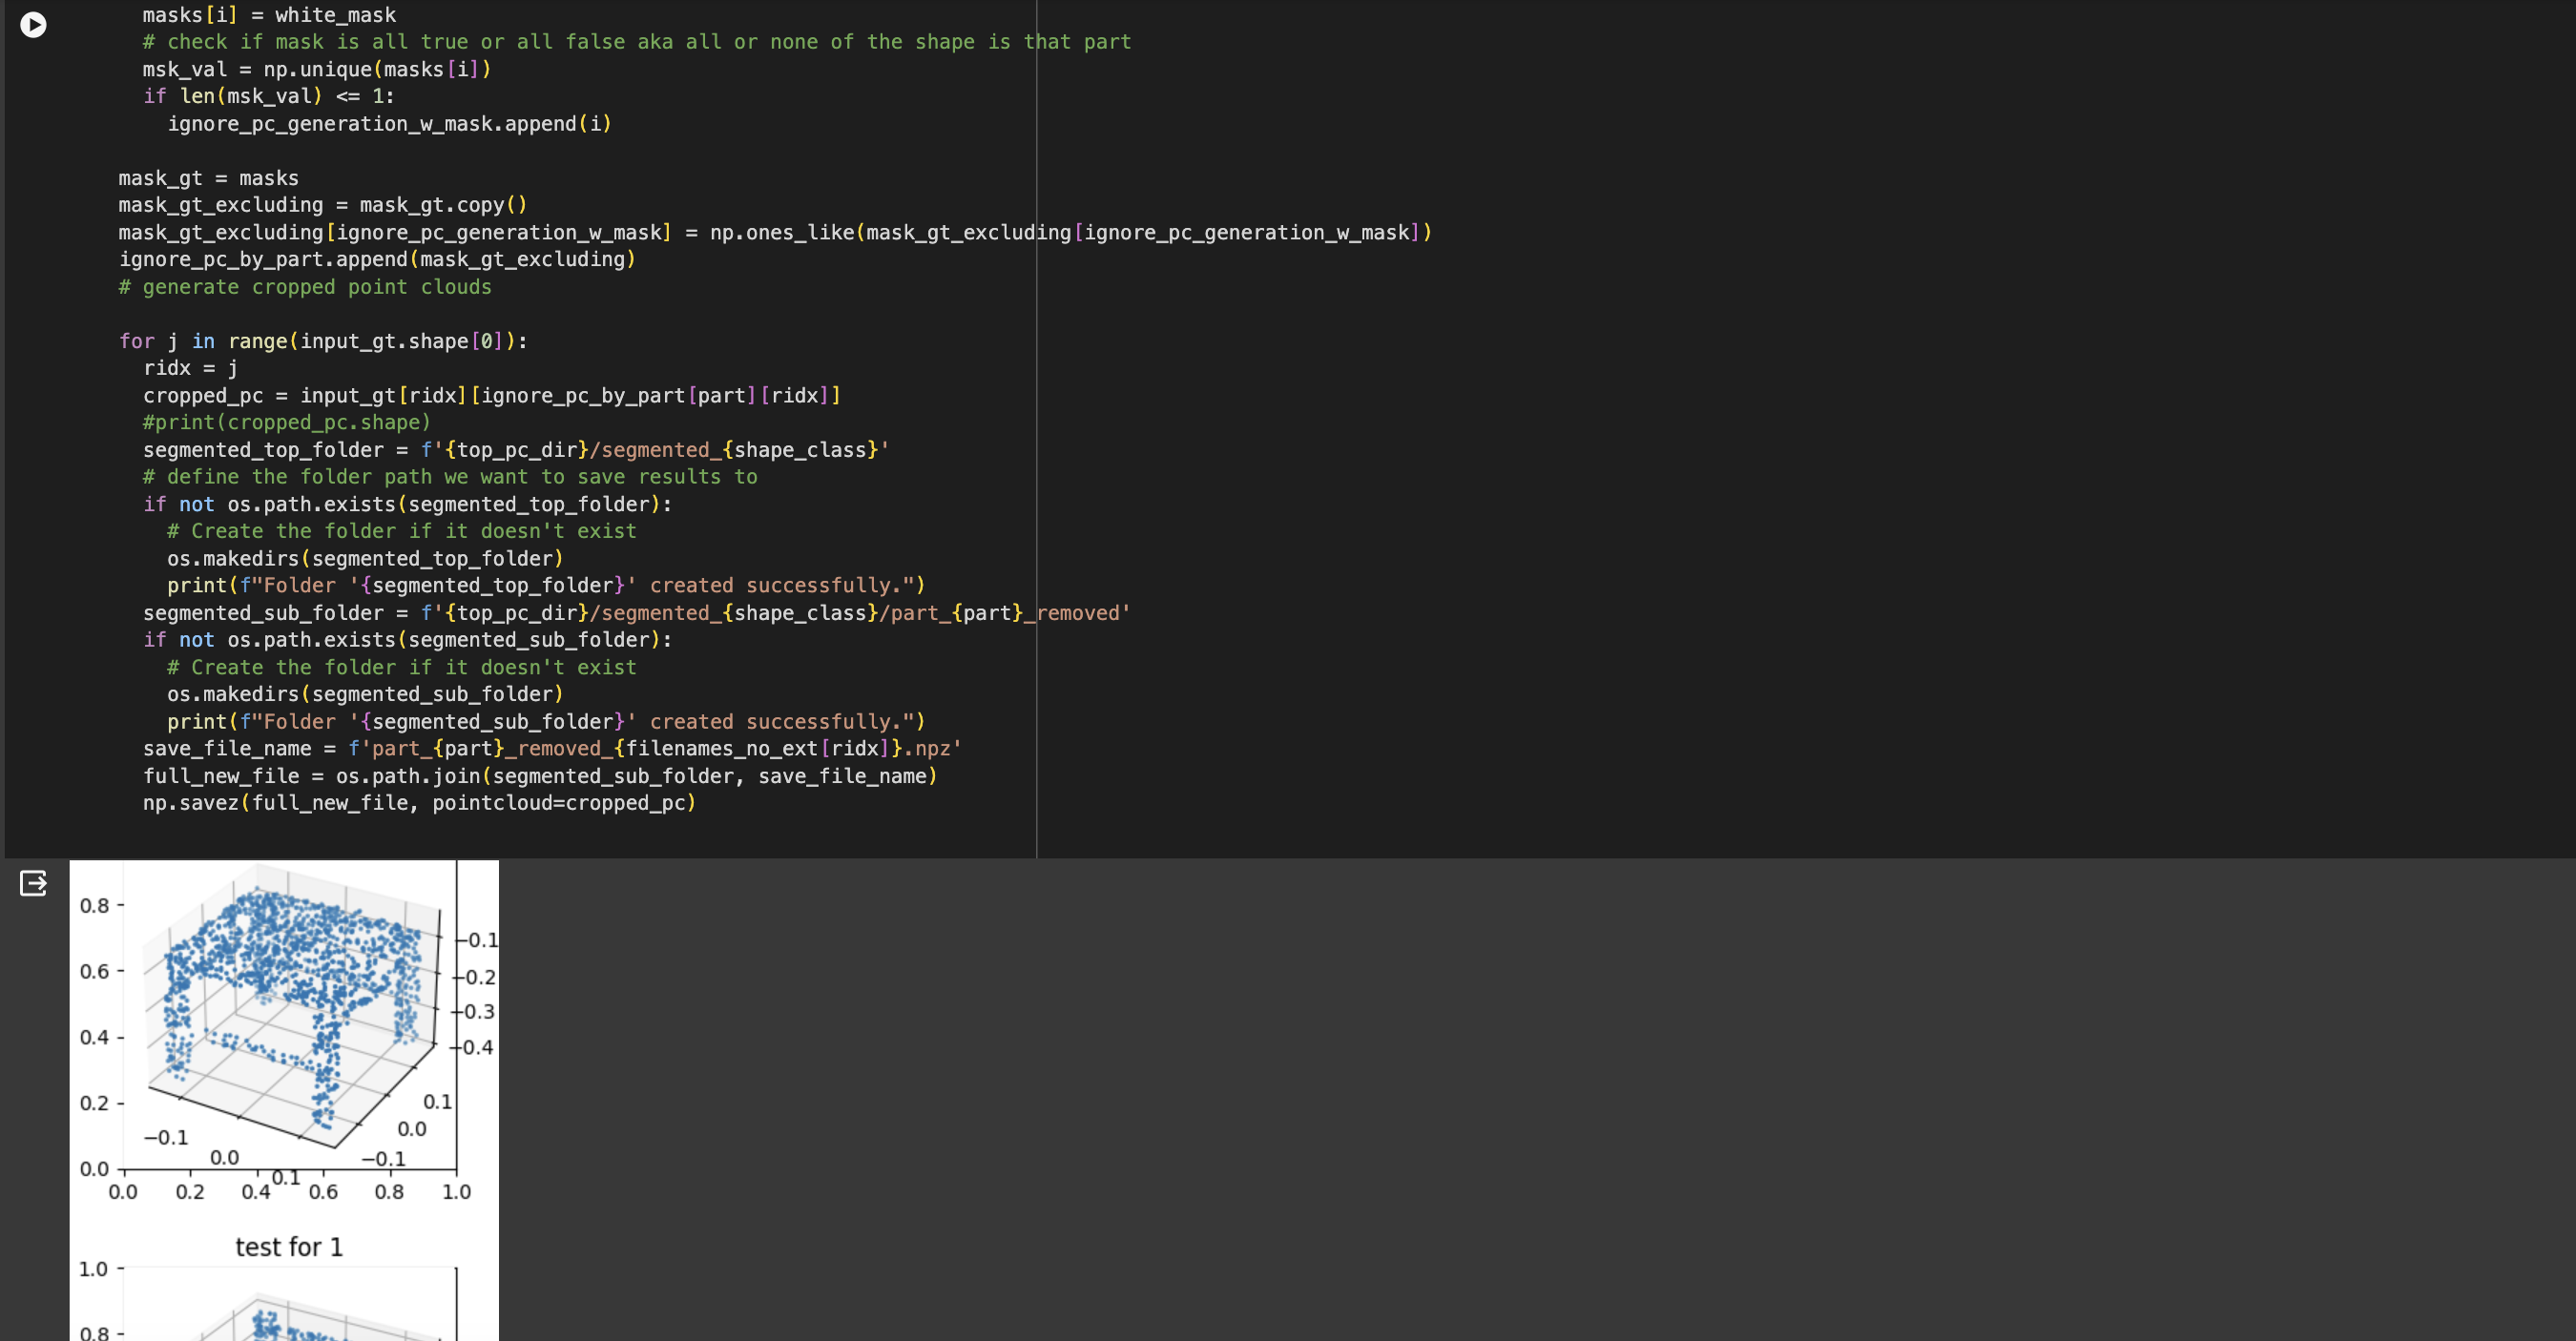 masks[i] = white_mask
# check if mask is all true or all false aka all or none of the shape is that part
msk_val = np.unique(masks[i])
if len(msk_val) <= 1:
ignore_pc_generation_w_mask.append(i)
mask_gt = masks
mask_gt_excluding = mask_gt.copy()
mask_gt_excluding[ignore_pc_generation_w_mask] = np.ones_like(mask_gt_excluding[ignore_pc_generation_w_mask])
ignore_pc_by_part.append(mask_gt_excluding)
# generate cropped point clouds
for j in range(input_gt.shape[0]):
ridx = j
cropped_pc = input_gt[ridx][ignore_pc_by_part[part][ridx]]
#print(cropped_pc.shape)
segmented_top_folder = f'{top_pc_dir}/segmented_{shape_class}'
# define the folder path we want to save results to
if not os.path.exists(segmented_top_folder):
# Create the folder if it doesn't exist
os.makedirs(segmented_top_folder)
print(f"Folder '{segmented_top_folder}' created successfully.")
segmented_sub_folder = f'{top_pc_dir}/segmented_{shape_class}/part_{part}_removed'
if not os.path.exists(segmented_sub_folder):
# Create the folder if it doesn't exist
os.makedirs(segmented_sub_folder)
print(f"Folder '{segmented_sub_folder}' created successfully.")
save_file_name = f'part_{part}_removed_{filenames_no_ext[ridx]}.npz'
full_new_file = os.path.join(segmented_sub_folder, save_file_name)
np.savez(full_new_file, pointcloud=cropped_pc)
0.8
−0.1
0.6
−0.2
−0.3
0.4
−0.4
0.2
0.1
0.0
−0.1
0.0
−0.1
0.0
0.1
0.0 0.2 0.4 0.6 0.8 1.0
test for 1
1.0
0.8